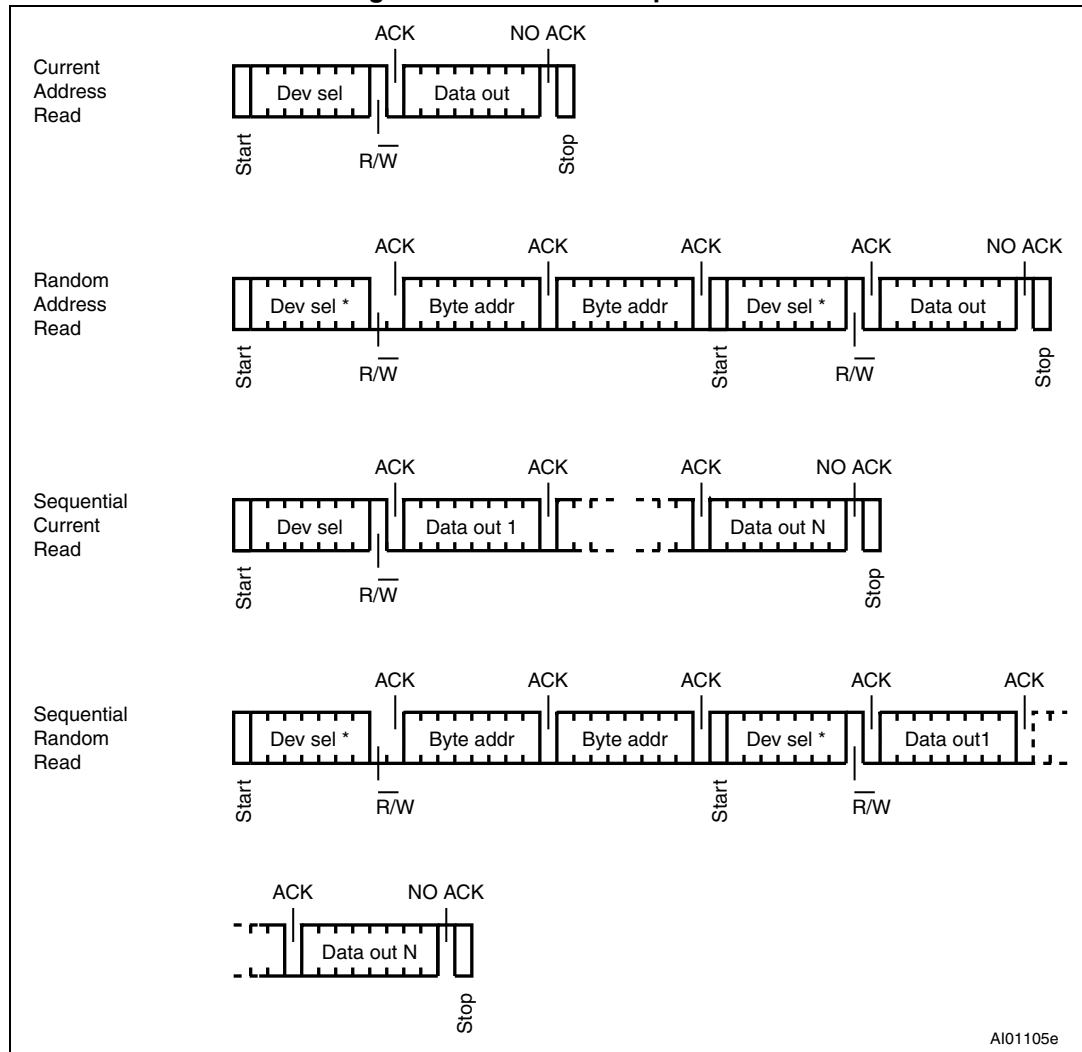 ACK NO ACK
Current
Address
Read
Dev sel Data out
Start R/W̅ Stop
ACK ACK ACK ACK NO ACK
Random
Address
Read
Dev sel * Byte addr Byte addr Dev sel * Data out
Start R/W̅ Start R/W̅ Stop
ACK ACK ACK NO ACK
Sequential
Current
Read
Dev sel Data out 1 Data out N
Start R/W̅ Stop
ACK ACK ACK ACK ACK
Sequential
Random
Read
Dev sel * Byte addr Byte addr Dev sel * Data out1
Start R̅/W Start R̅/W
ACK NO ACK
Data out N
Stop
AI01105e